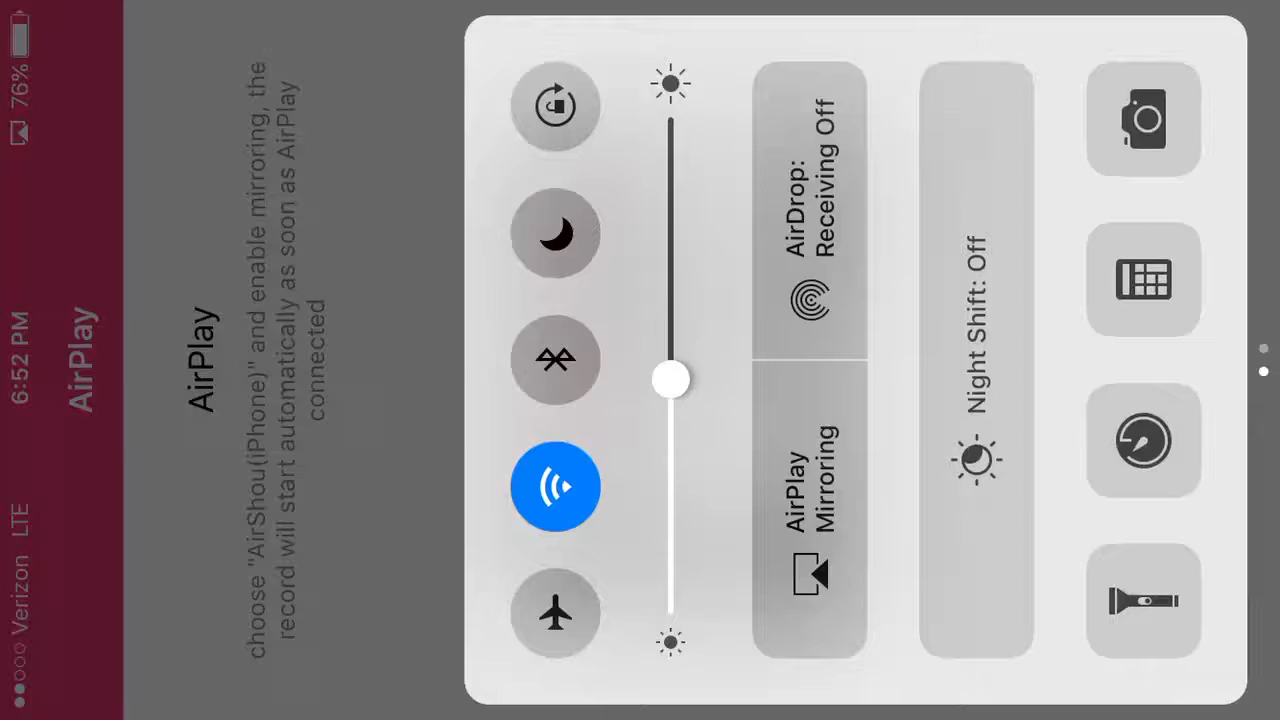 Verizon LTE 6:52 PM 76%
AirPlay
AirPlay
choose "AirShou(iPhone)" and enable mirroring, the
record will start automatically as soon as AirPlay
connected
AirPlay
Mirroring
AirDrop:
Receiving Off
Night Shift: Off